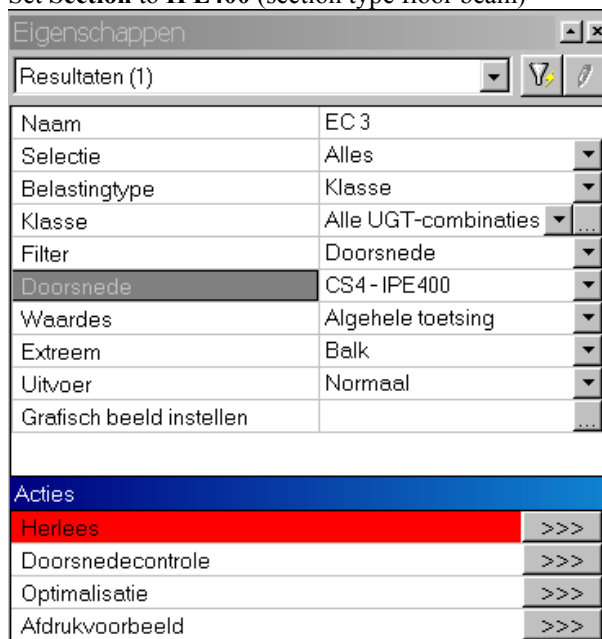 Set Section to IPE400 (section type floor beam)
Eigenschappen
Resultaten (1)
Naam EC 3
Selectie Alles
Belastingtype Klasse
Klasse Alle UGT-combinaties ...
Filter Doorsnede
Doorsnede CS4 - IPE400
Waardes Algehele toetsing
Extreem Balk
Uitvoer Normaal
Grafisch beeld instellen ...
Acties
Herlees >>>
Doorsnedecontrole >>>
Optimalisatie >>>
Afdrukvoorbeeld >>>